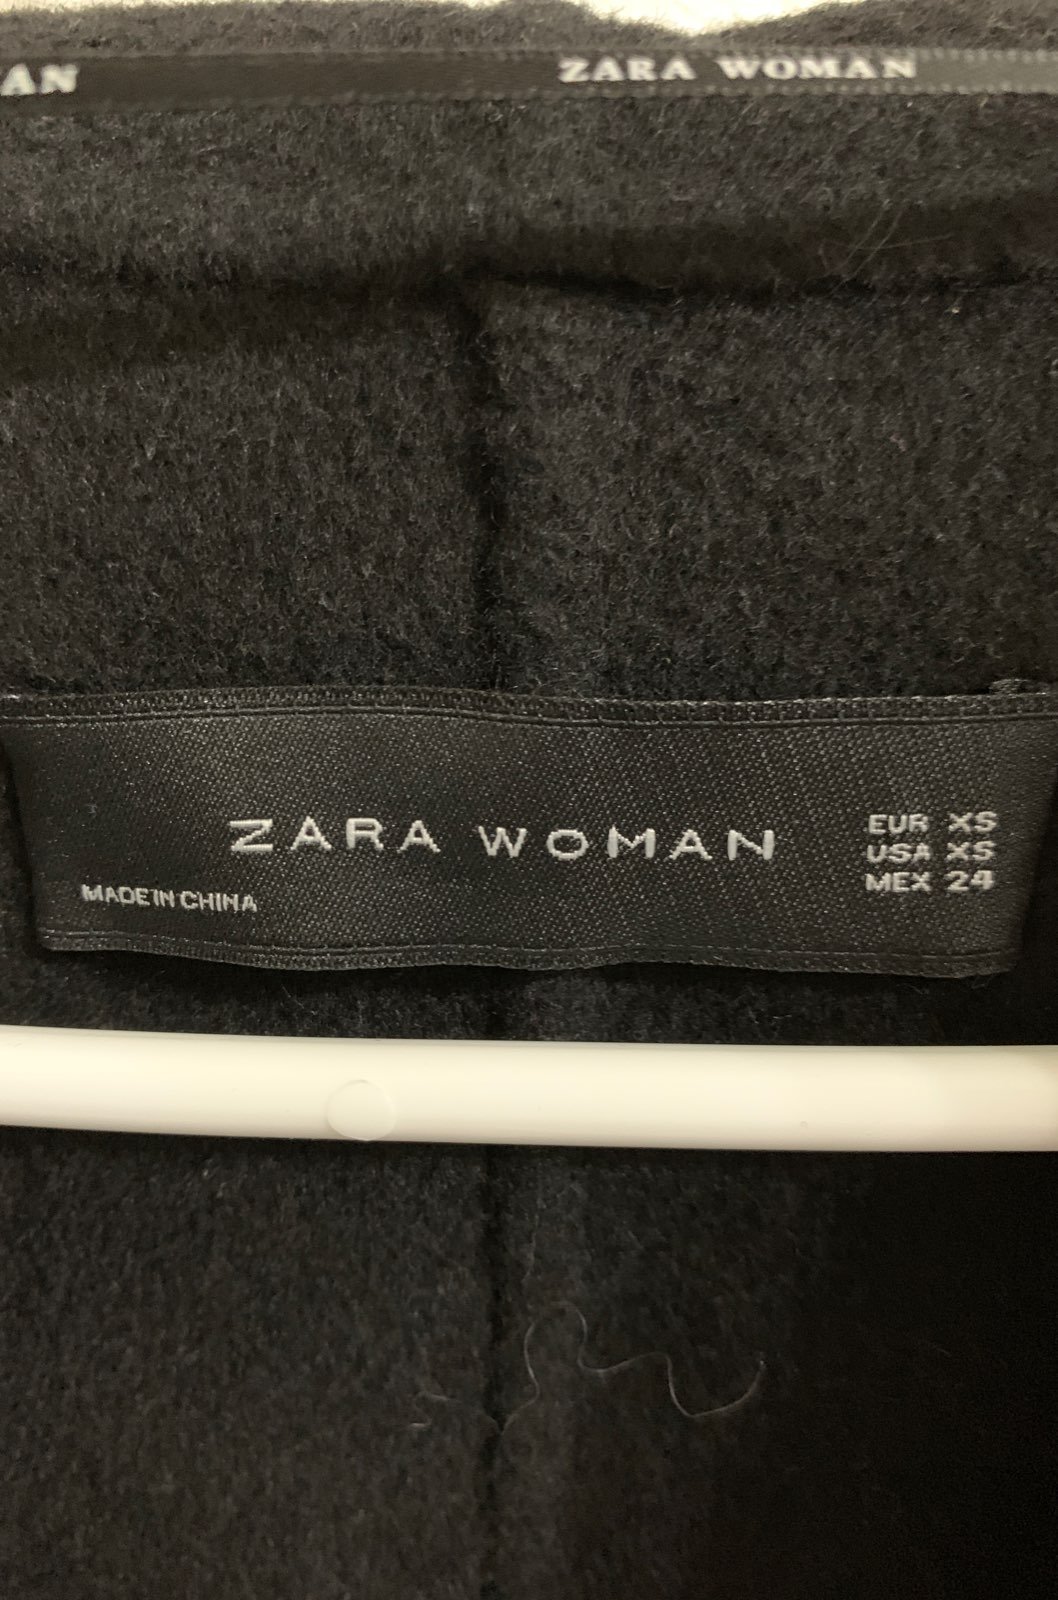 AN ZARA WOMAN
ZARA WOMAN
EUR XS
USA XS
MEX 24
MADE IN CHINA